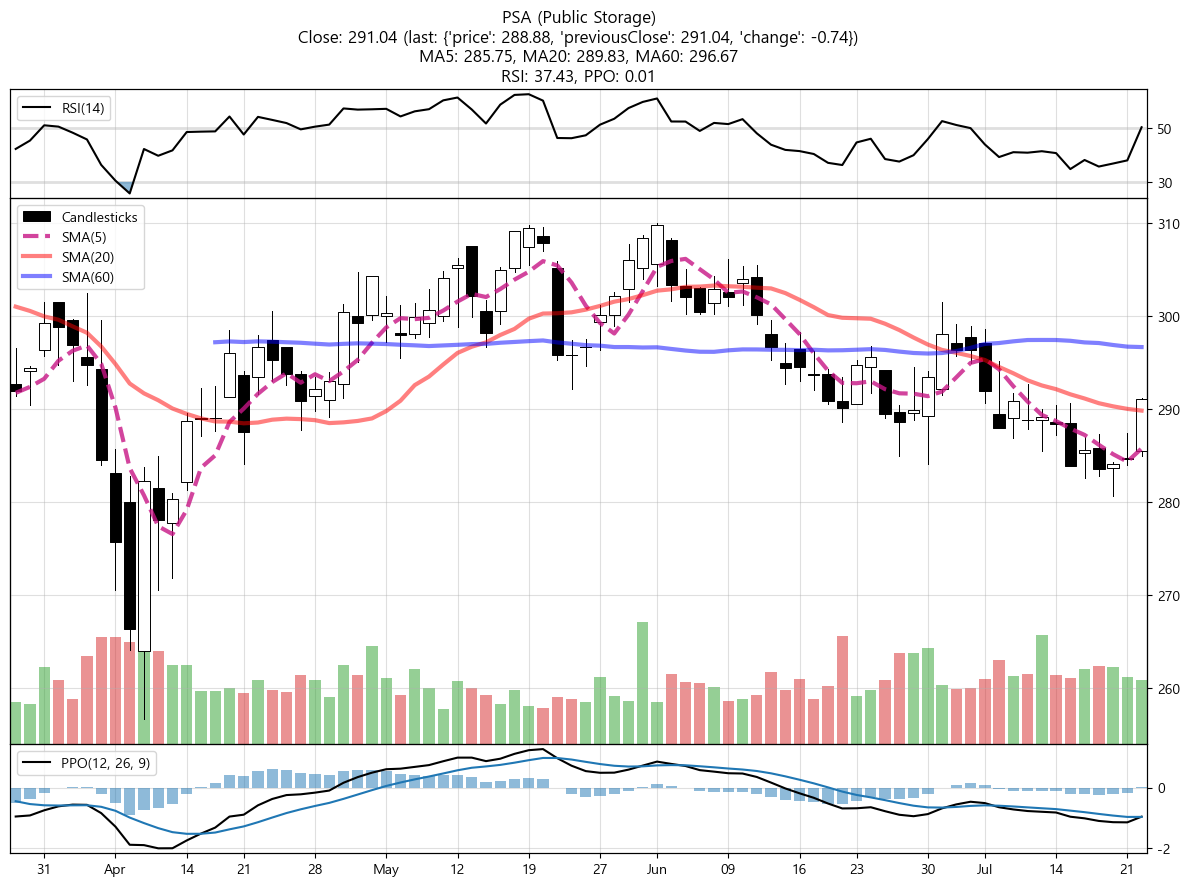 PSA (Public Storage)
Close: 291.04 (last: {'price': 288.88, 'previousClose': 291.04, 'change': -0.74})
MA5: 285.75, MA20: 289.83, MA60: 296.67
RSI: 37.43, PPO: 0.01
RSI(14)
50
30
Candlesticks
SMA(5)
SMA(20)
SMA(60)
310
300
290
280
270
260
PPO(12, 26, 9)
0
-2
31 Apr 14 21 28 May 12 19 27 Jun 09 16 23 30 Jul 14 21